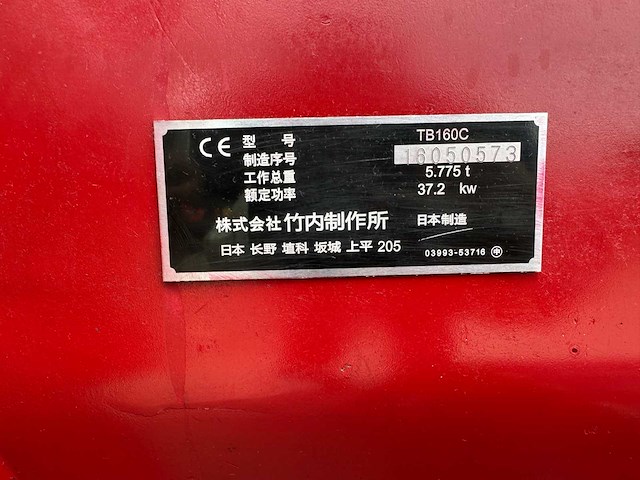 CE 型 号 TB160C
制造序号 16050573
工作总重 5.775 t
额定功率 37.2 kw
株式会社 竹内制作所 日本制造
日本 长野 埴科 坂城 上平 205
03993-53716 中